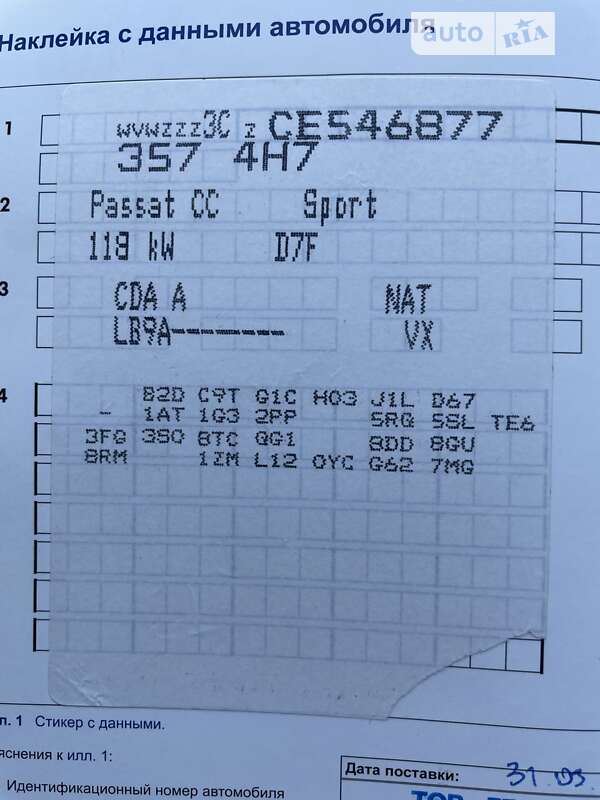 Наклейка с данными автомобиля
auto RIA
1
WVWZZZ3C Z CE546877
357 4H7
2
Passat CC Sport
118 kW D7F
3
CDA A NAT
LB9A VX
4
B2D C9T G1C H03 J1L B67
- 1AT 1G3 2PP 5RG 5SL TE6
3FG 3S0 8TC QG1 8DD 8GU
8RM 1ZM L12 0YC G62 7MG
л. 1 Стикер с данными.
яснения к илл. 1:
Дата поставки: 31.03.
Идентификационный номер автомобиля